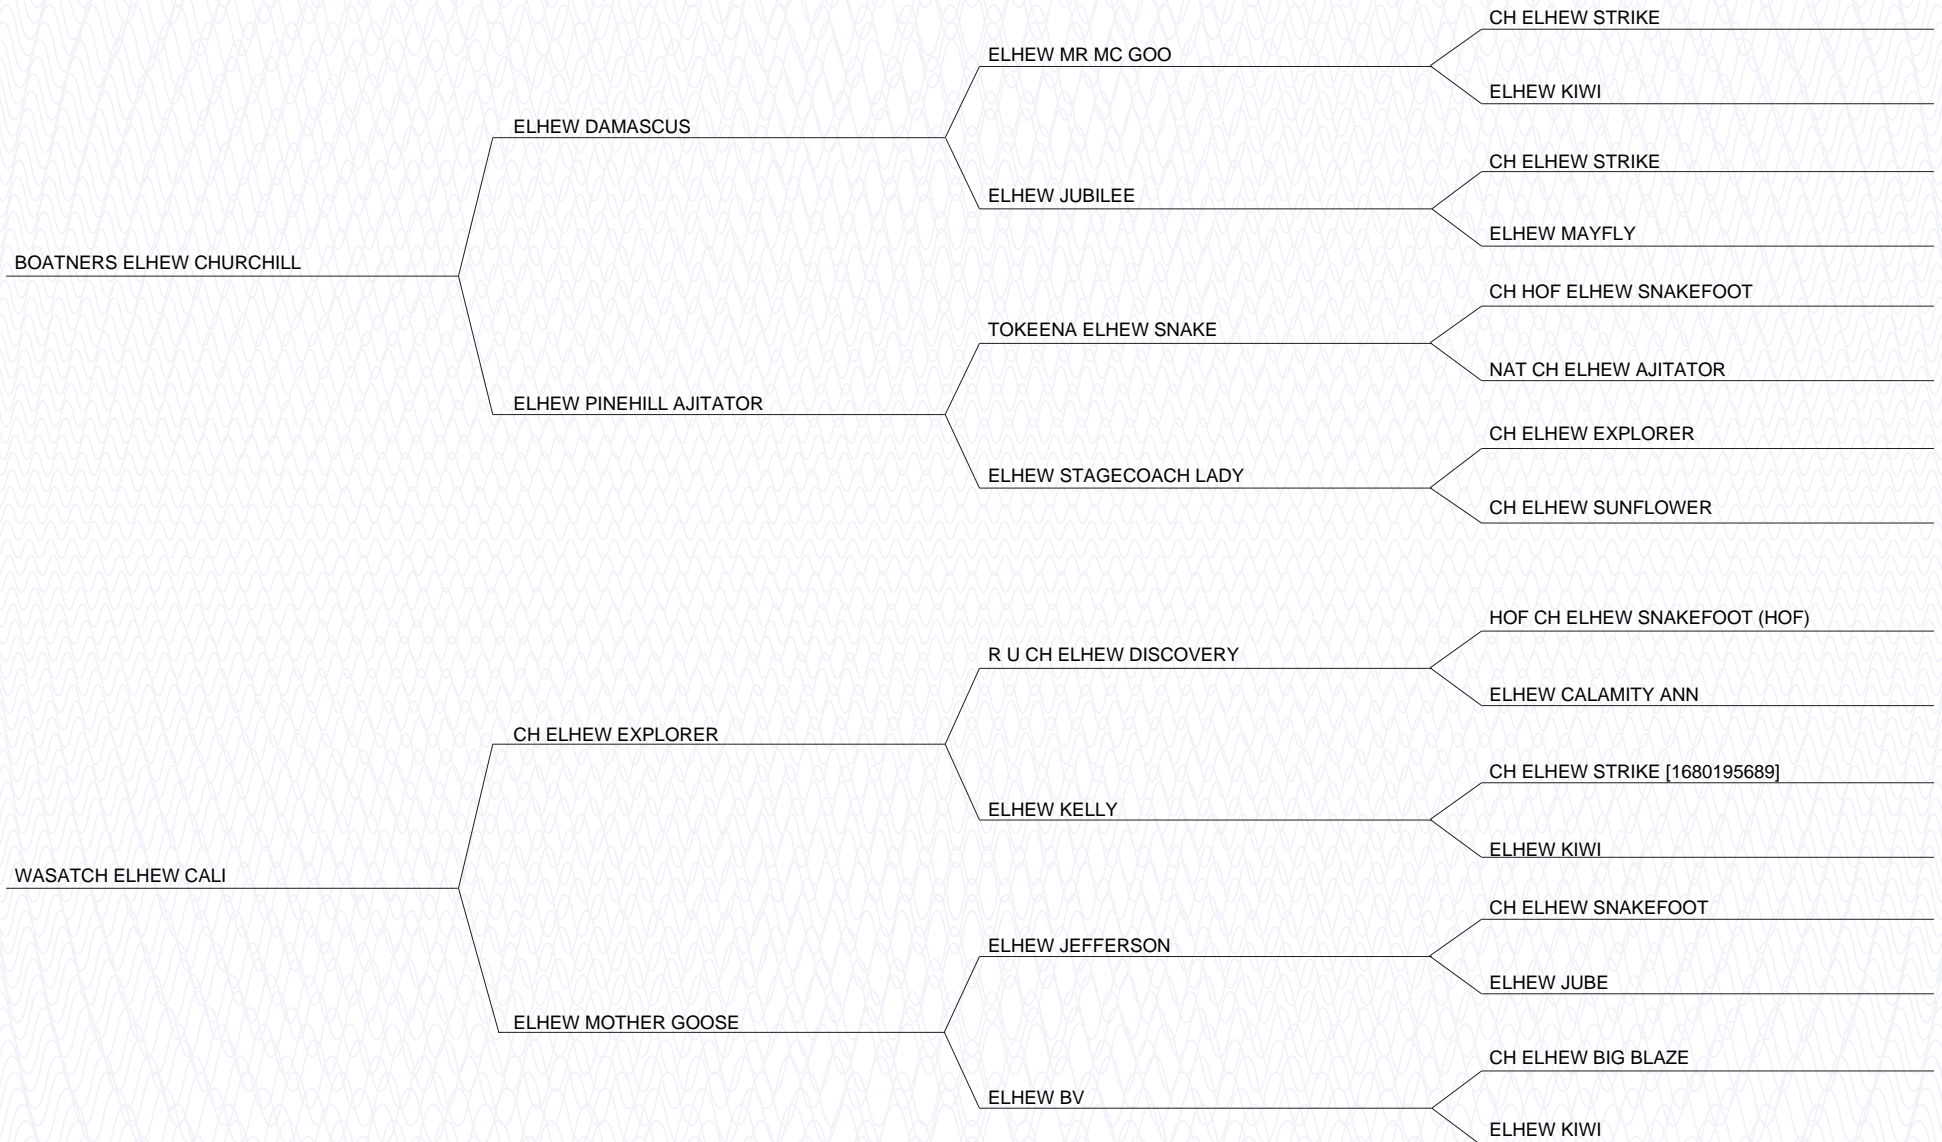 CH ELHEW STRIKE
ELHEW MR MC GOO
ELHEW KIWI
ELHEW DAMASCUS
CH ELHEW STRIKE
ELHEW JUBILEE
ELHEW MAYFLY
BOATNERS ELHEW CHURCHILL
CH HOF ELHEW SNAKEFOOT
TOKEENA ELHEW SNAKE
NAT CH ELHEW AJITATOR
ELHEW PINEHILL AJITATOR
CH ELHEW EXPLORER
ELHEW STAGECOACH LADY
CH ELHEW SUNFLOWER
HOF CH ELHEW SNAKEFOOT (HOF)
R U CH ELHEW DISCOVERY
ELHEW CALAMITY ANN
CH ELHEW EXPLORER
CH ELHEW STRIKE [1680195689]
ELHEW KELLY
ELHEW KIWI
WASATCH ELHEW CALI
CH ELHEW SNAKEFOOT
ELHEW JEFFERSON
ELHEW JUBE
ELHEW MOTHER GOOSE
CH ELHEW BIG BLAZE
ELHEW BV
ELHEW KIWI